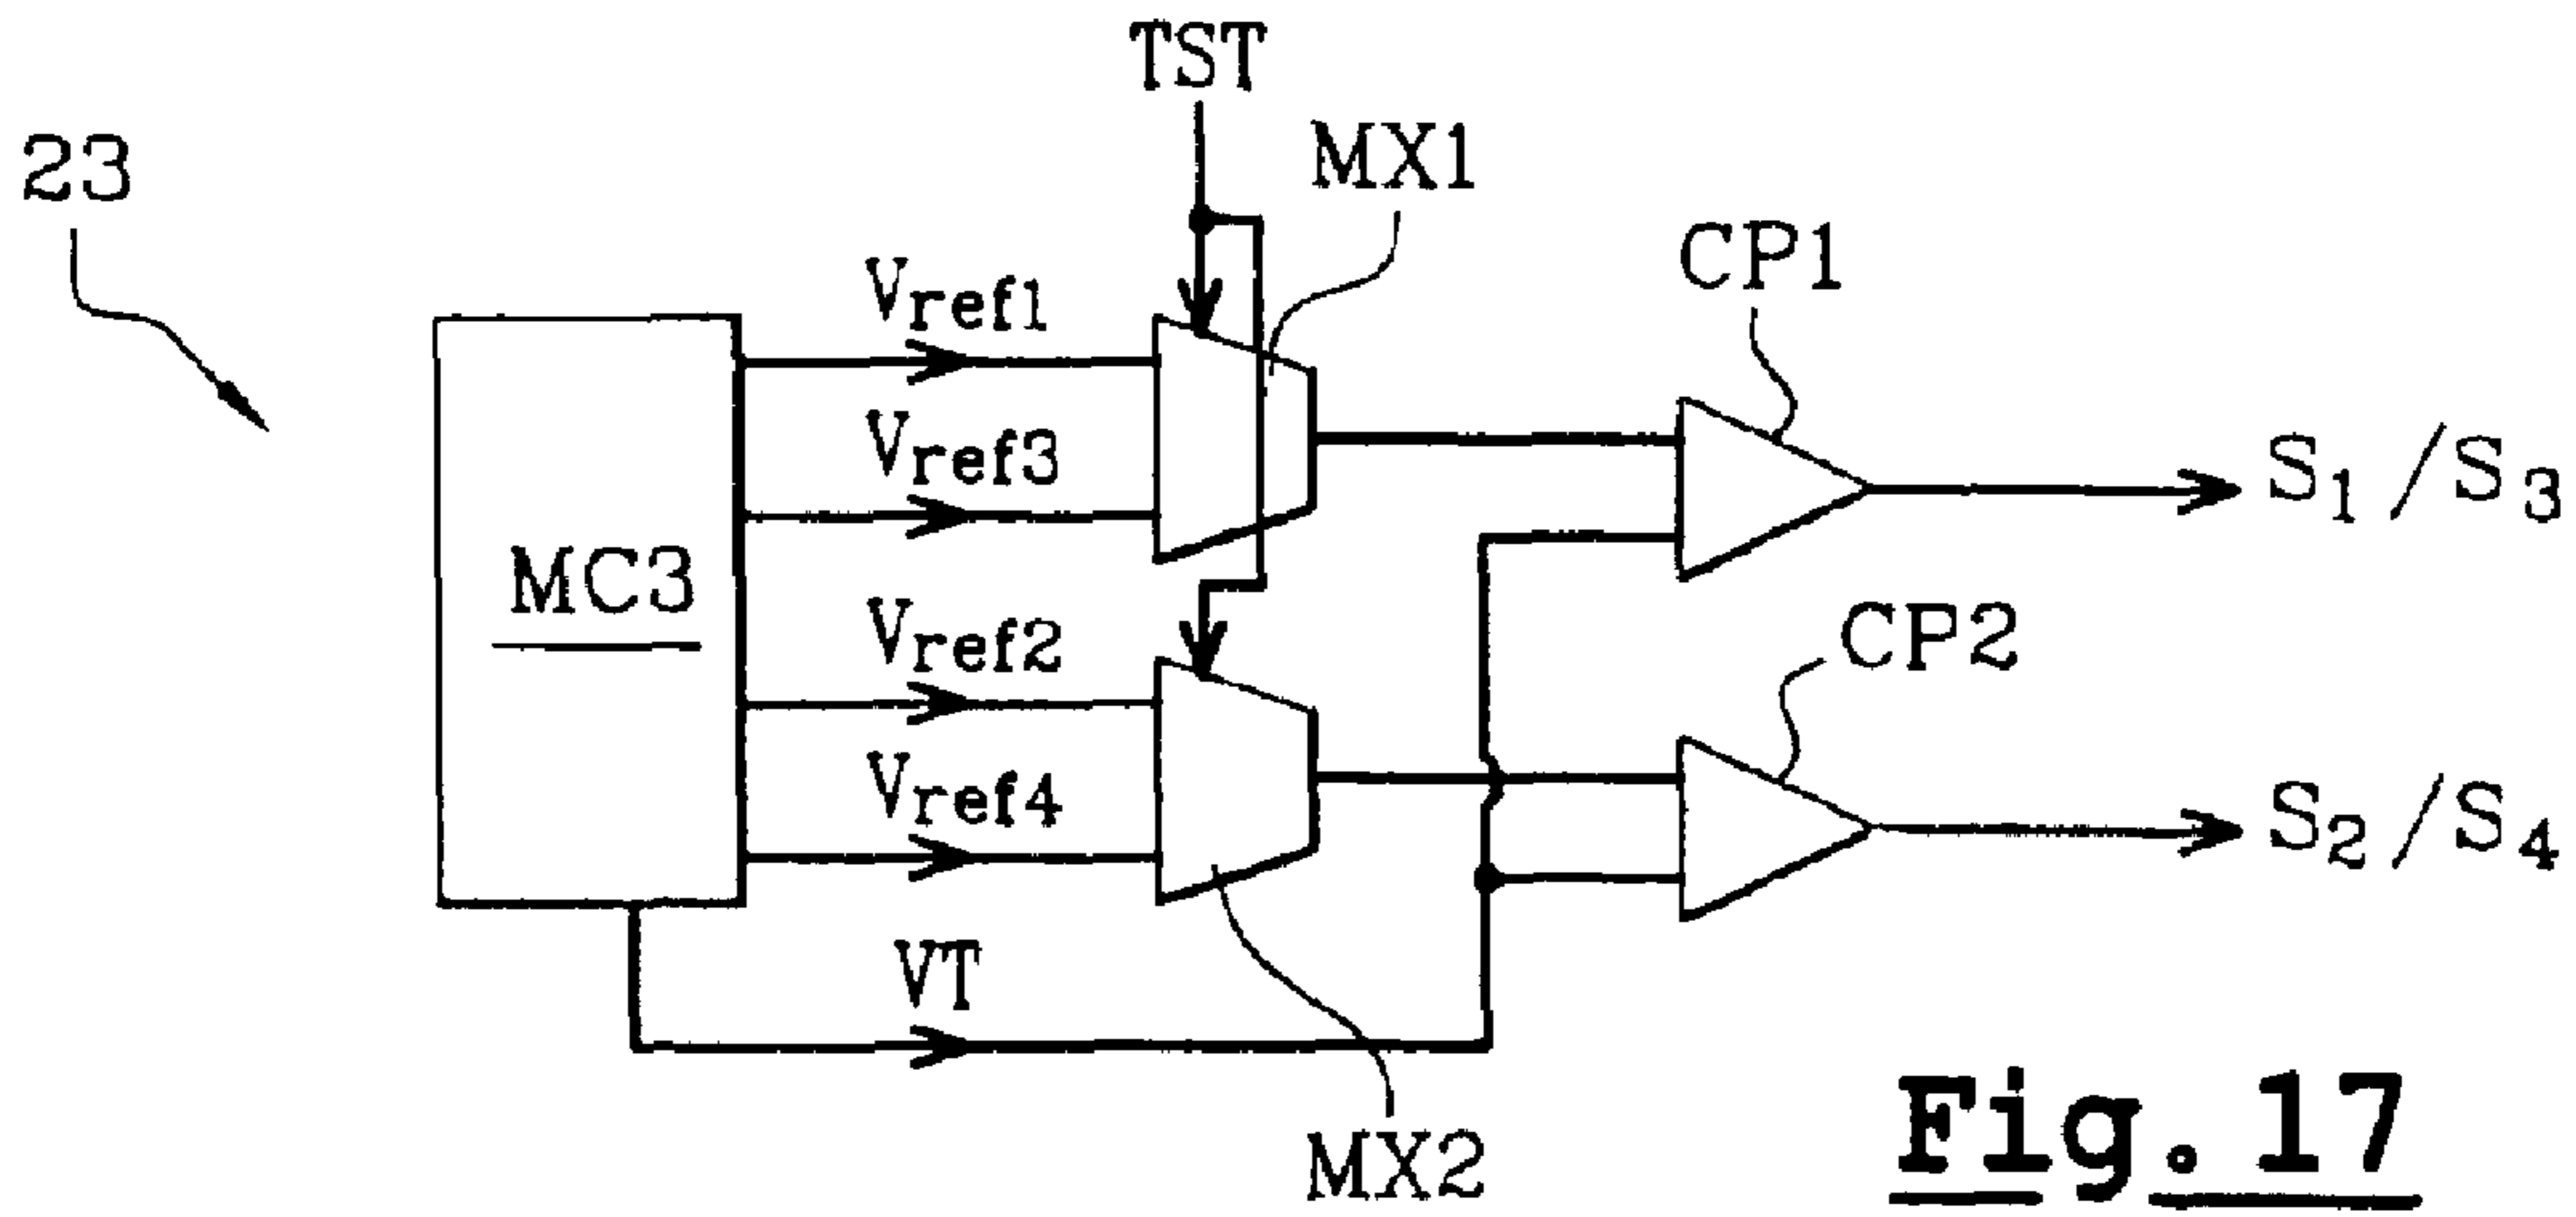 TST
23
MX1
CP1
Vref1
Vref3
S1/S3
MC3
Vref2
CP2
Vref4
S2/S4
VT
MX2
Fig. 17